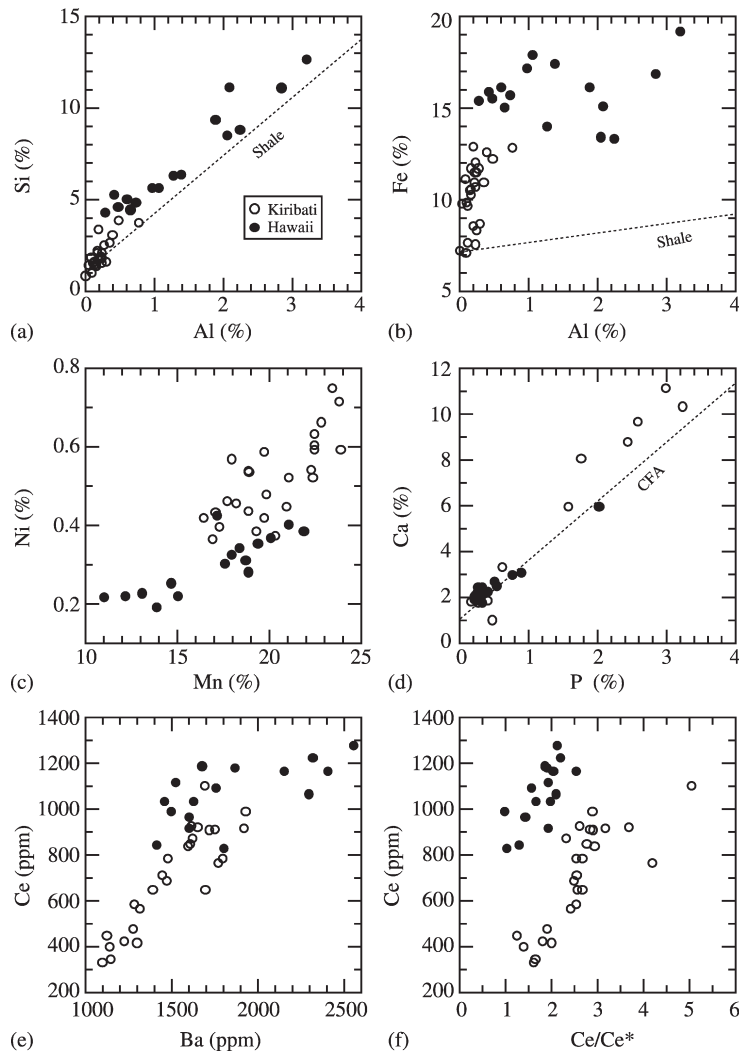 15
10
5
0
Si (%)
Shale
Kiribati
Hawaii
0 1 2 3 4
(a) Al (%)
20
15
10
5
Fe (%)
Shale
0 1 2 3 4
(b) Al (%)
0.8
0.6
0.4
0.2
Ni (%)
10 15 20 25
(c) Mn (%)
12
10
8
6
4
2
0
Ca (%)
CFA
0 1 2 3 4
(d) P (%)
1400
1200
1000
800
600
400
200
Ce (ppm)
1000 1500 2000 2500
(e) Ba (ppm)
1400
1200
1000
800
600
400
200
Ce (ppm)
0 1 2 3 4 5 6
(f) Ce/Ce*